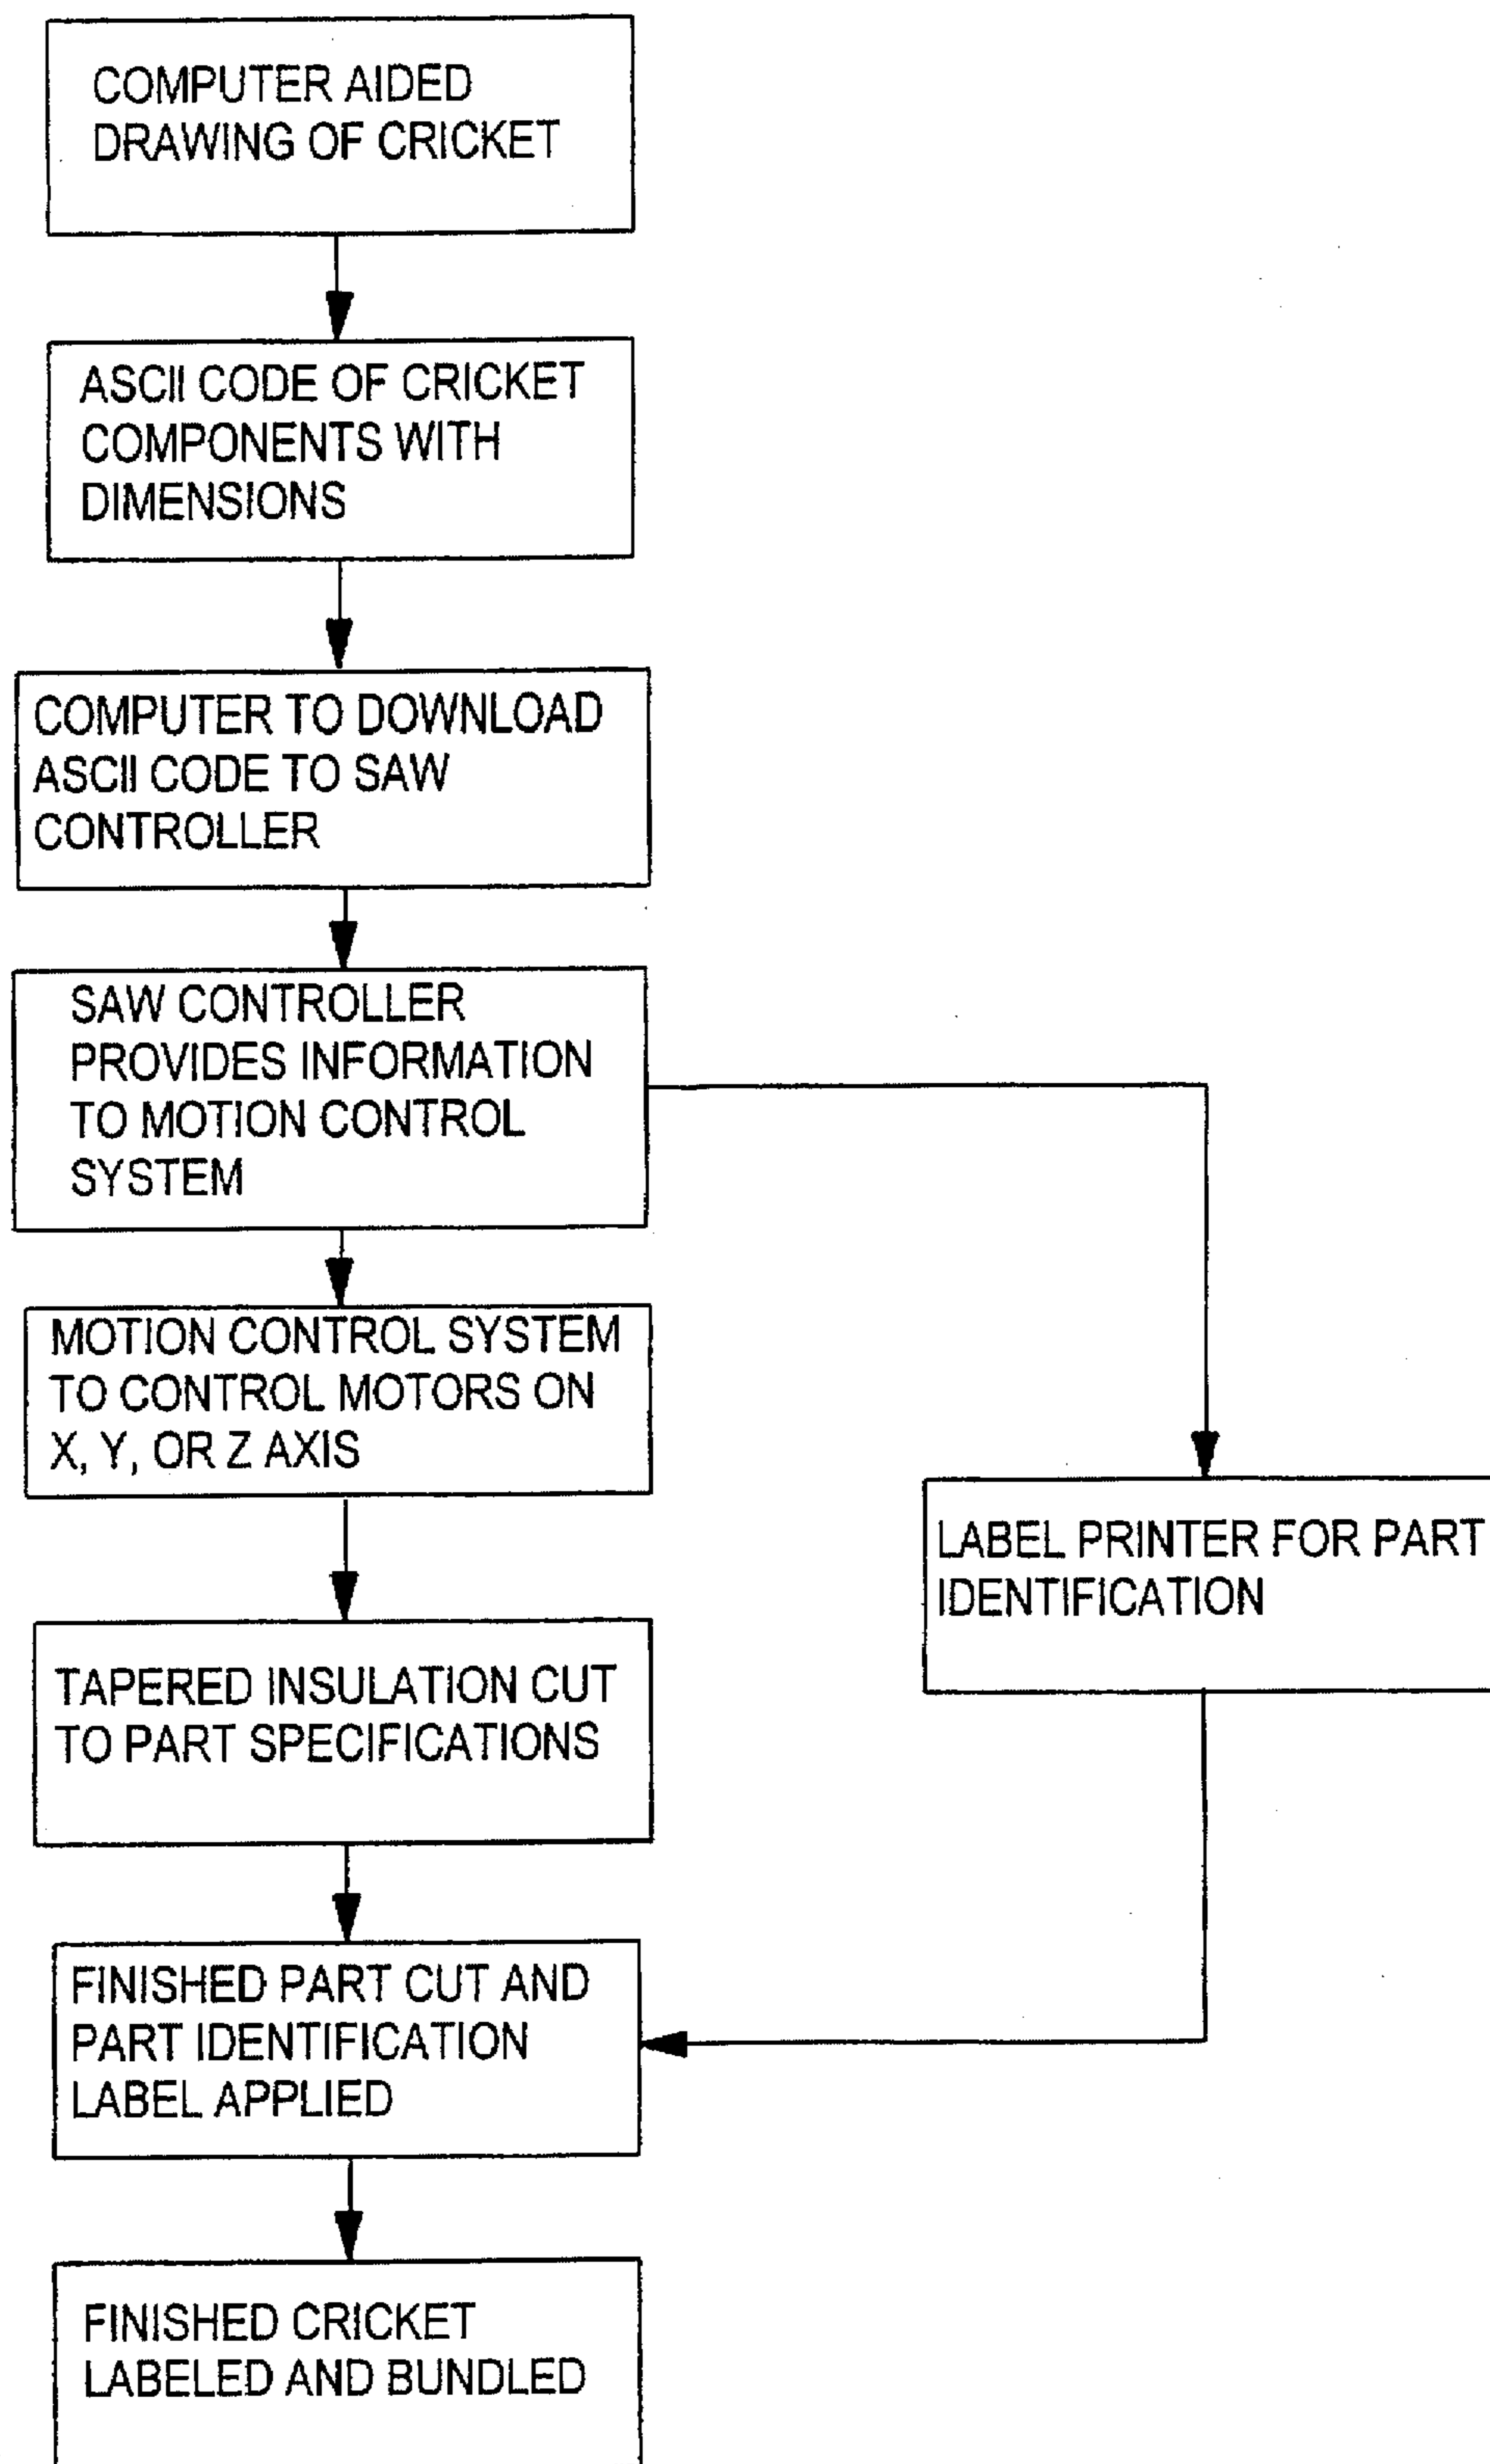 COMPUTER AIDED
DRAWING OF CRICKET
ASCII CODE OF CRICKET
COMPONENTS WITH
DIMENSIONS
COMPUTER TO DOWNLOAD
ASCII CODE TO SAW
CONTROLLER
SAW CONTROLLER
PROVIDES INFORMATION
TO MOTION CONTROL
SYSTEM
MOTION CONTROL SYSTEM
TO CONTROL MOTORS ON
X, Y, OR Z AXIS
LABEL PRINTER FOR PART
IDENTIFICATION
TAPERED INSULATION CUT
TO PART SPECIFICATIONS
FINISHED PART CUT AND
PART IDENTIFICATION
LABEL APPLIED
FINISHED CRICKET
LABELED AND BUNDLED